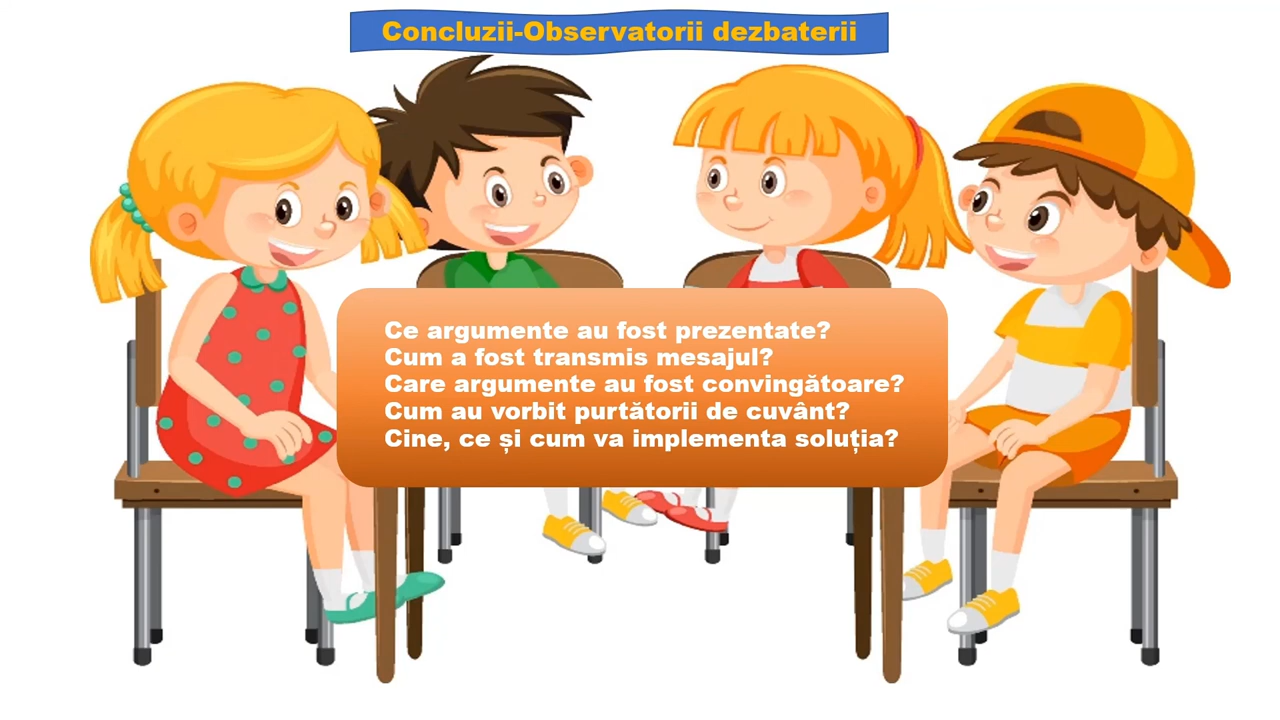 Concluzii-Observatorii dezbaterii
Ce argumente au fost prezentate?
Cum a fost transmis mesajul?
Care argumente au fost convingătoare?
Cum au vorbit purtătorii de cuvânt?
Cine, ce și cum va implementa soluția?